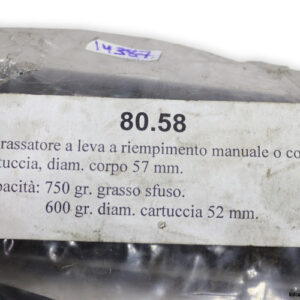 14387
80.58
rassatore a leva a riempimento manuale o co
tuccia, diam. corpo 57 mm.
pacità: 750 gr. grasso sfuso.
600 gr. diam. cartuccia 52 mm.